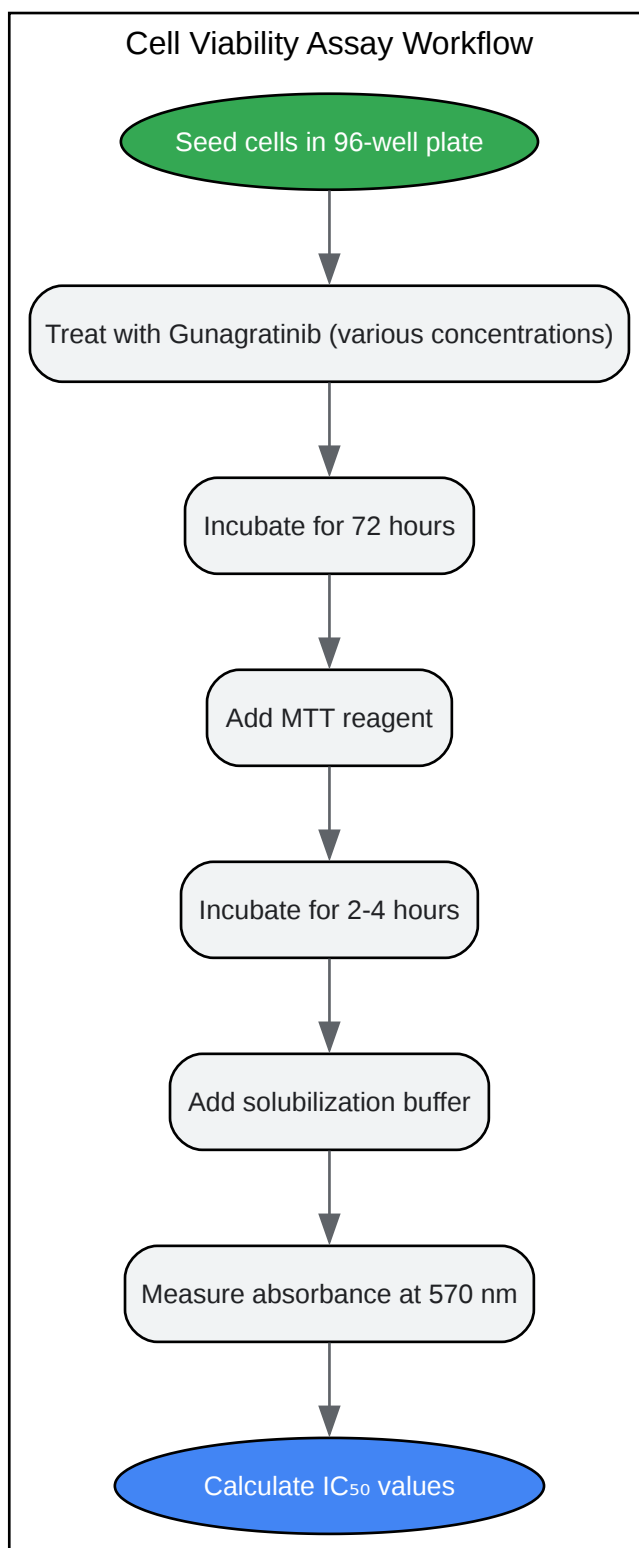 Cell Viability Assay Workflow
Seed cells in 96-well plate
Treat with Gunagratinib (various concentrations)
Incubate for 72 hours
Add MTT reagent
Incubate for 2-4 hours
Add solubilization buffer
Measure absorbance at 570 nm
Calculate IC₅₀ values